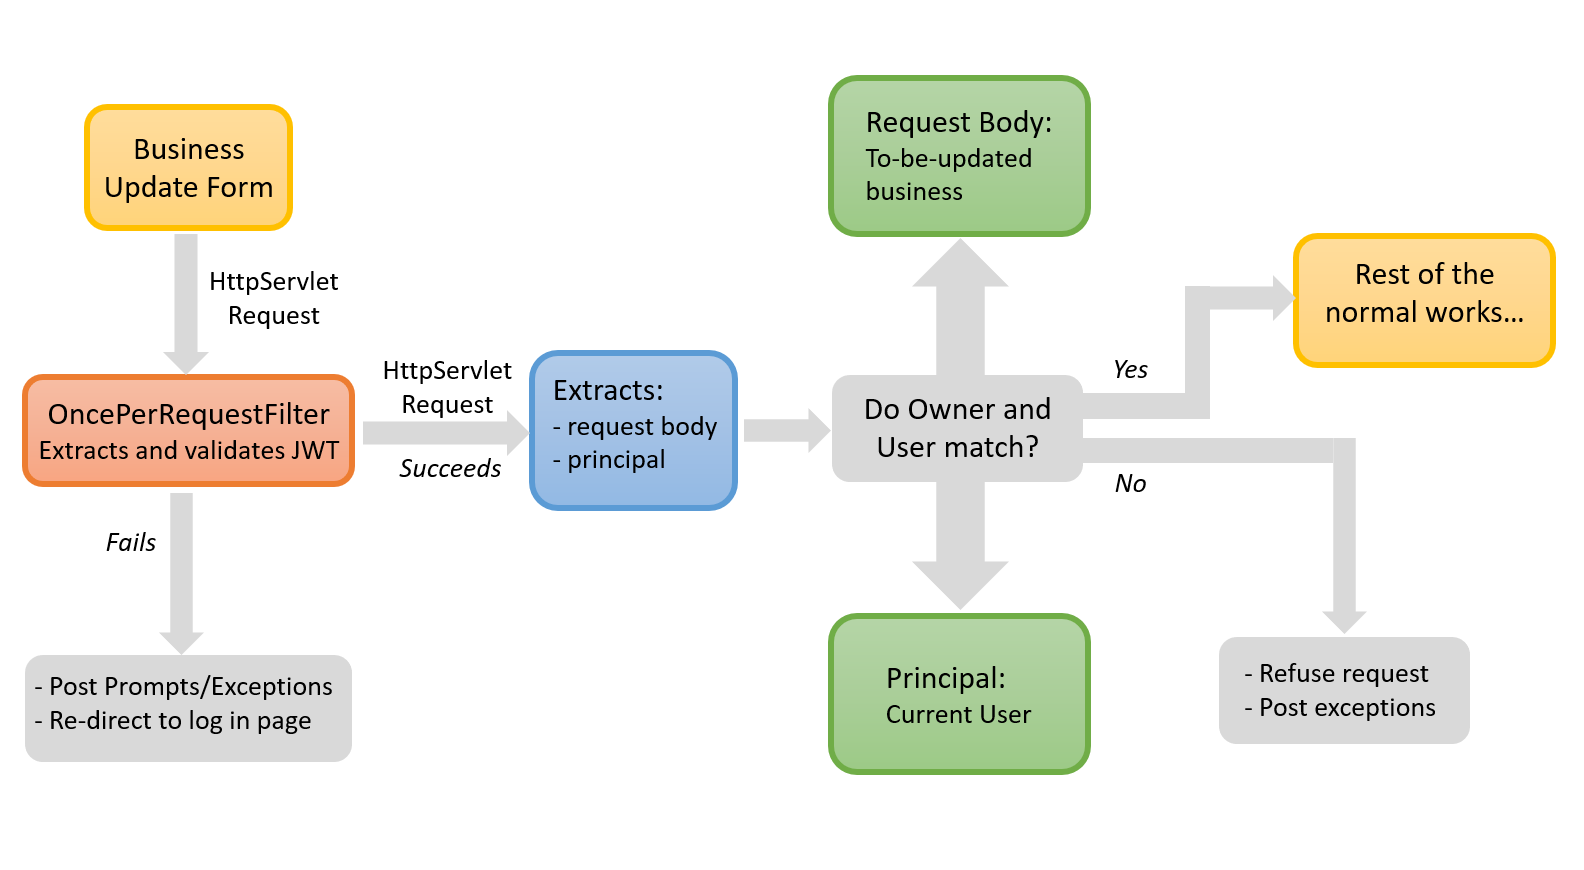 Business
Update Form
HttpServlet
Request
OncePerRequestFilter
Extracts and validates JWT
Fails
- Post Prompts/Exceptions
- Re-direct to log in page
HttpServlet
Request
Succeeds
Extracts:
- request body
- principal
Request Body:
To-be-updated
business
Do Owner and
User match?
Principal:
Current User
Yes
No
Rest of the
normal works...
- Refuse request
- Post exceptions